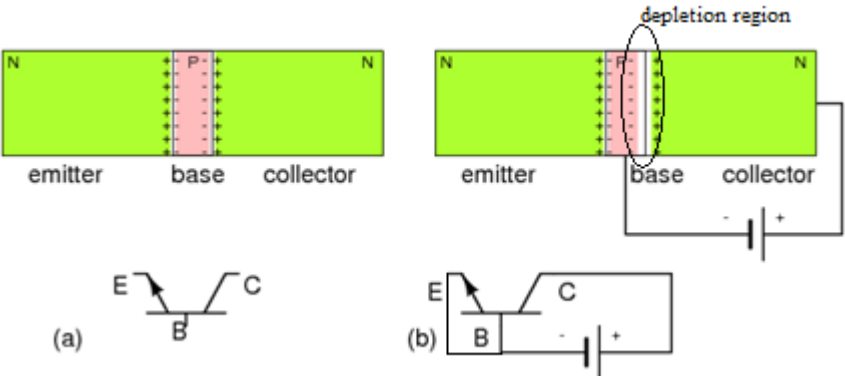 depletion region
N P N
N P N
emitter base collector
emitter base collector
- +
E C
B
(a)
E C
B
- +
(b)